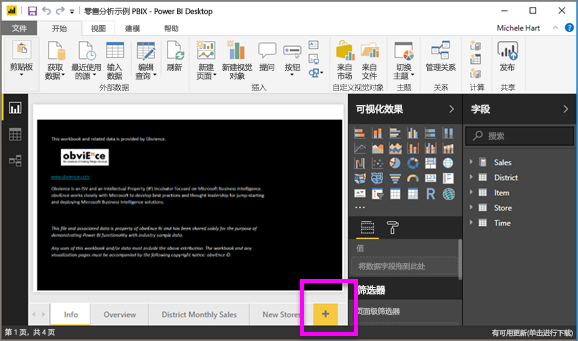 零售分析示例 PBIX - Power BI Desktop
Michele Hart
文件 开始 视图 建模 帮助
剪贴板 获取数据 最近使用的源 输入数据 编辑查询 刷新 新建页面 新建视觉对象 提问 按钮 来自市场 来自文件 切换主题 管理关系 发布
外部数据 插入 自定义视觉对象 主题 关系 计算 共享
This workbook and related data is provided by Obvience.
obviEnce
www.obvience.com
Obvience is an ISV and an Intellectual Property (IP) Incubator focused on Microsoft Business Intelligence.
obviEnce works closely with Microsoft to develop best practices and thought leadership for jump-starting
and deploying Microsoft Business Intelligence solutions.
This file and associated data is property of obviEnce llc and has been shared solely for the purpose of
demonstrating Power BI functionality with industry sample data.
Any uses of this workbook and/or data must include the above attribution. The workbook and any
visualization pages must be accompanied by the following copyright notice: obviEnce ©.
可视化效果
R
值
将数据字段拖到此处
筛选器
页面级筛选器
字段
搜索
Sales
District
Item
Store
Time
Info Overview District Monthly Sales New Stores +
第 1 页，共 4 页
有可用更新(单击进行下载)